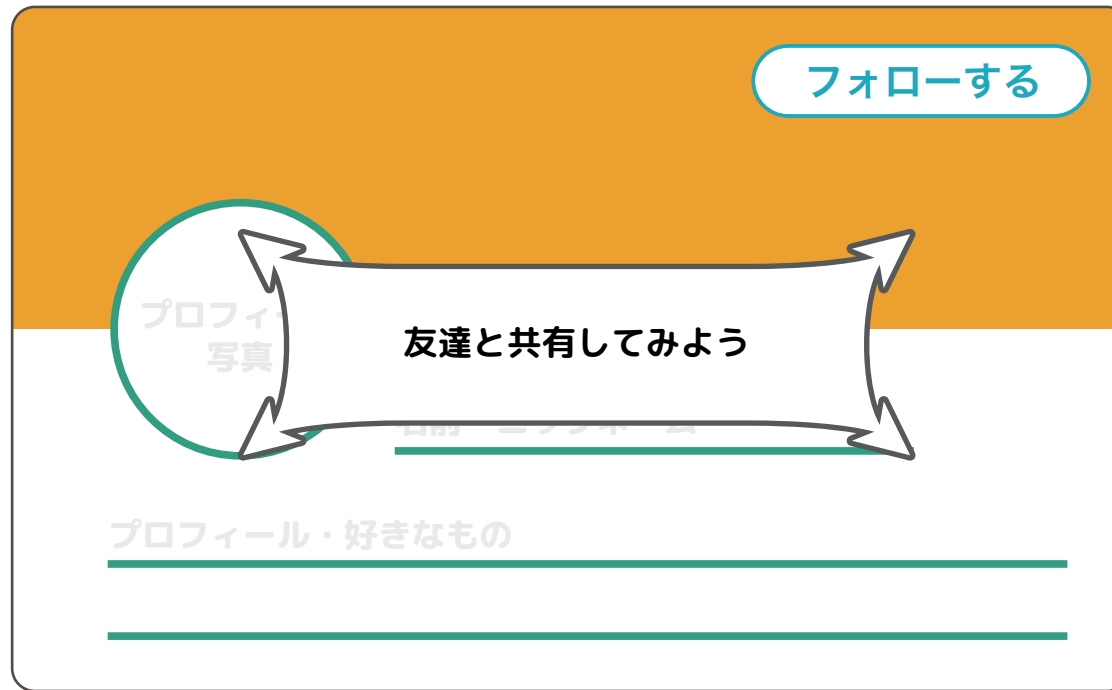 フォローする
プロフィ
写真
友達と共有してみよう
プロフィール・好きなもの